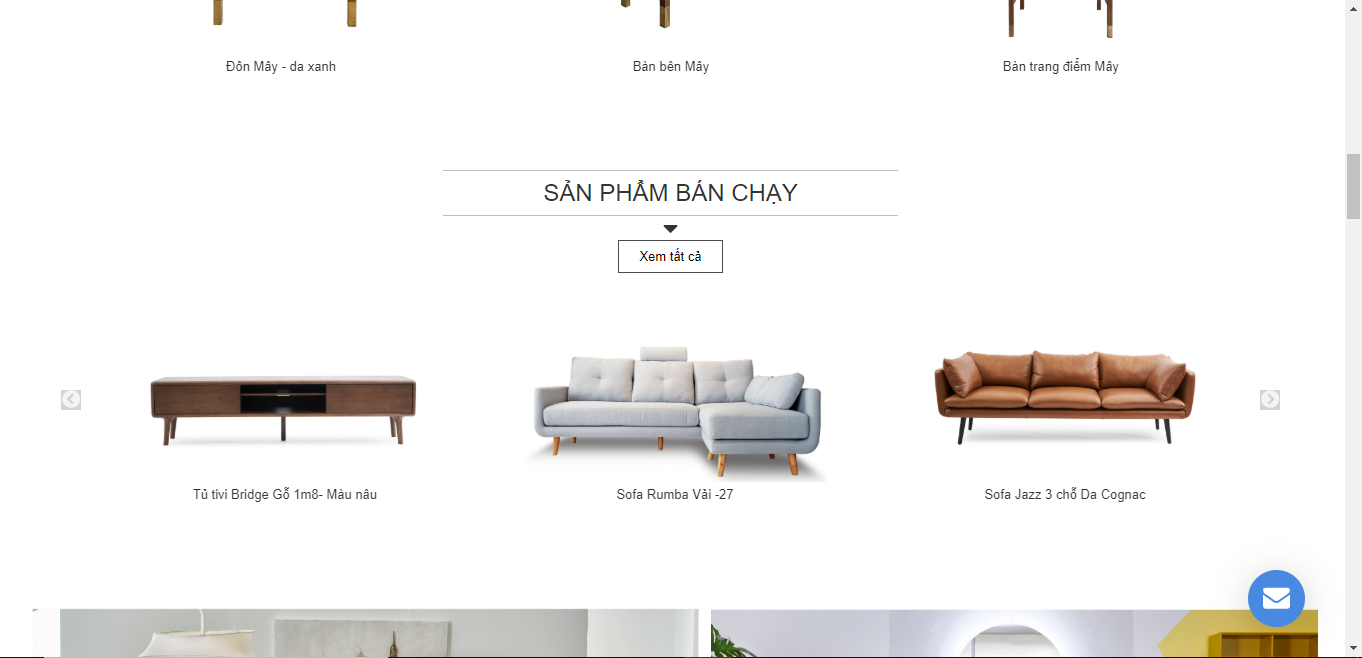 Đôn Mây - da xanh
Bàn bên Mây
Bàn trang điểm Mây
SẢN PHẨM BÁN CHẠY
Xem tất cả
Tủ tivi Bridge Gỗ 1m8- Màu nâu
Sofa Rumba Vải -27
Sofa Jazz 3 chỗ Da Cognac